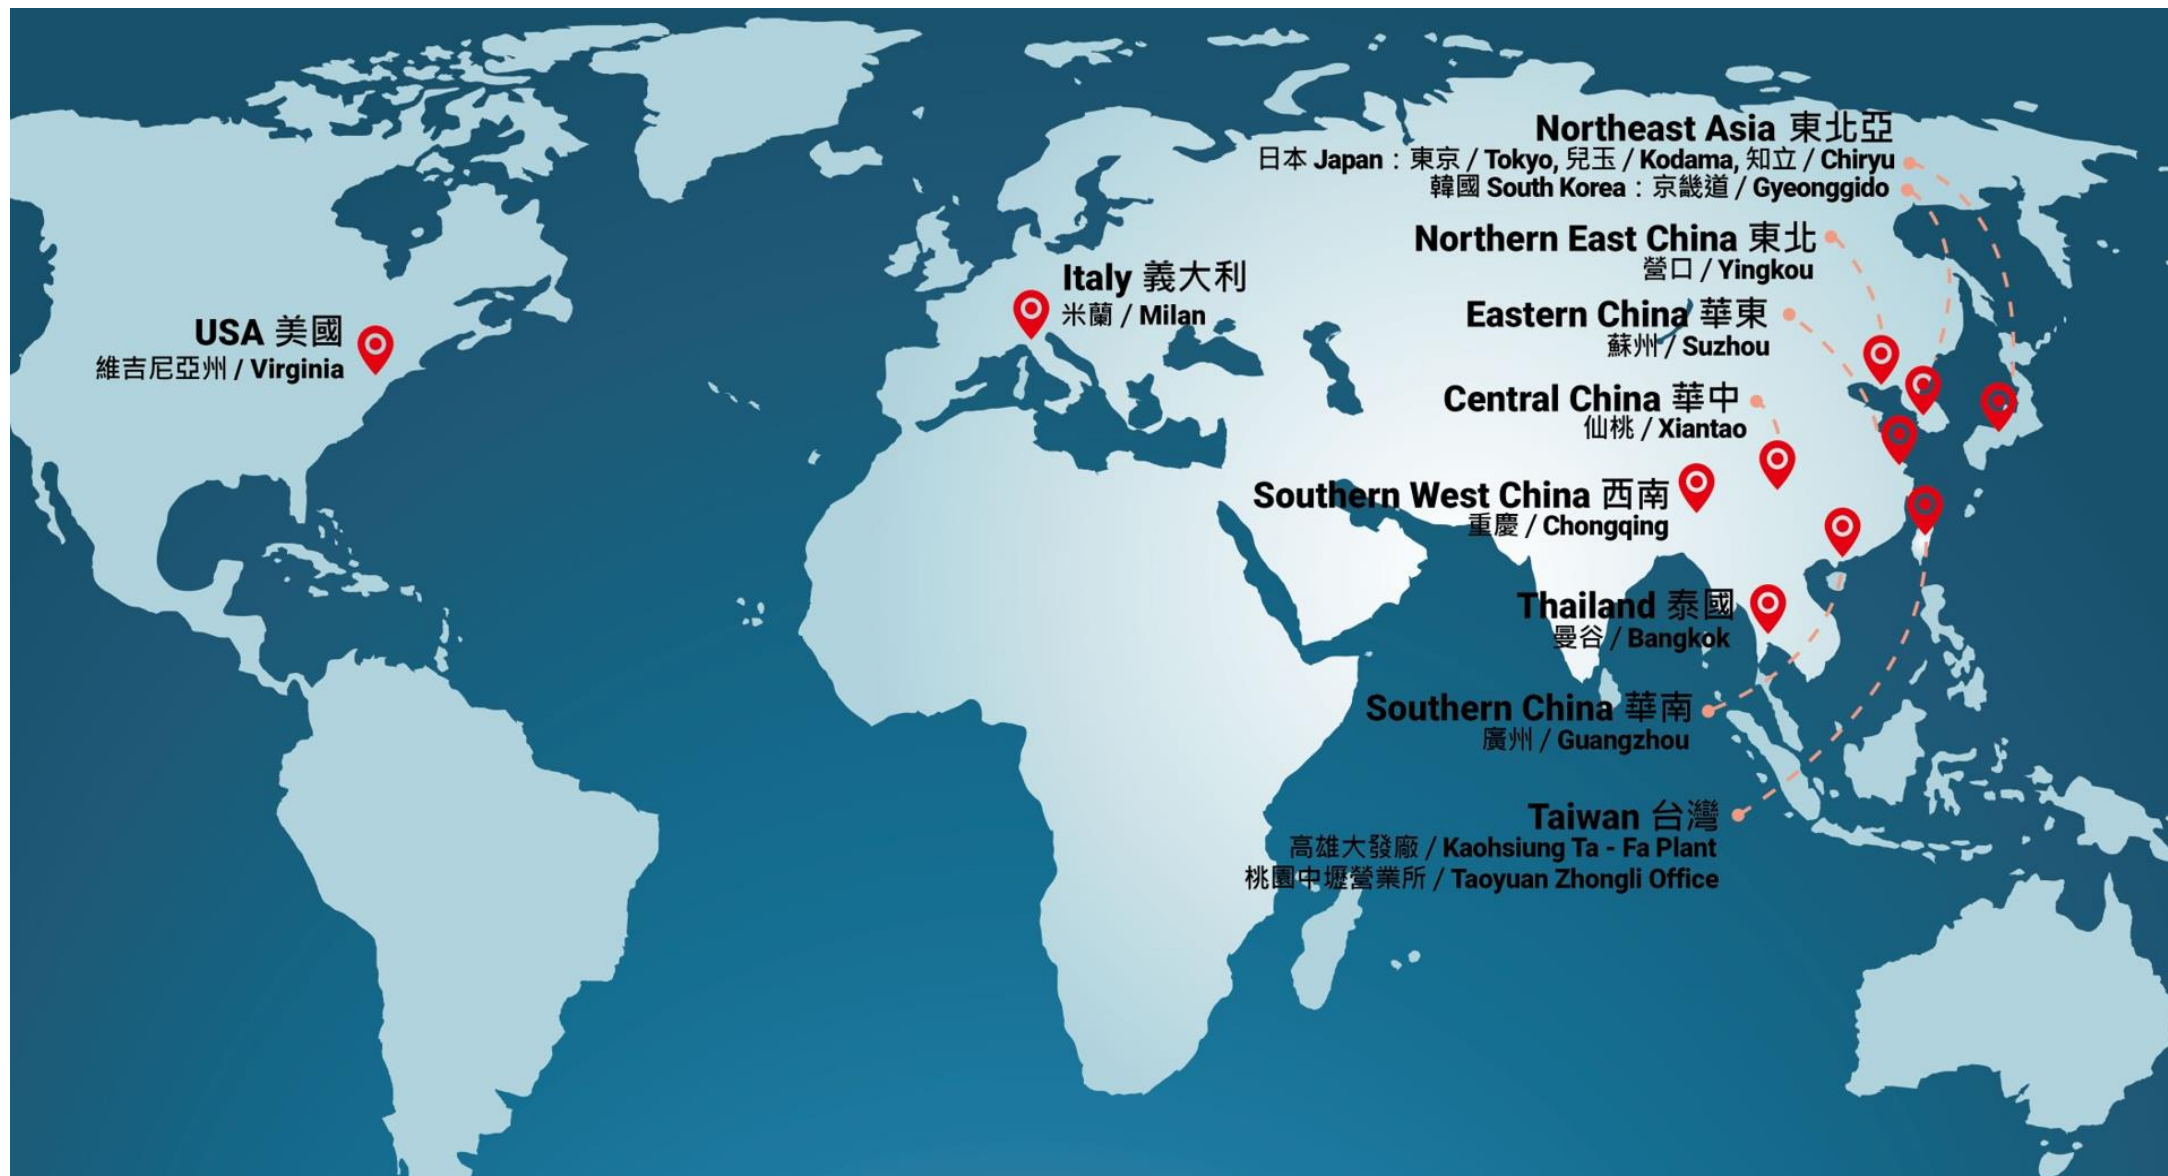 USA 美國
維吉尼亞州 / Virginia
Italy 義大利
米蘭 / Milan
Northeast Asia 東北亞
日本 Japan：東京 / Tokyo, 兒玉 / Kodama, 知立 / Chiryu
韓國 South Korea：京畿道 / Gyeonggido
Northern East China 東北
營口 / Yingkou
Eastern China 華東
蘇州 / Suzhou
Central China 華中
仙桃 / Xiantao
Southern West China 西南
重慶 / Chongqing
Thailand 泰國
曼谷 / Bangkok
Southern China 華南
廣州 / Guangzhou
Taiwan 台灣
高雄大發廠 / Kaohsiung Ta - Fa Plant
桃園中壢營業所 / Taoyuan Zhongli Office